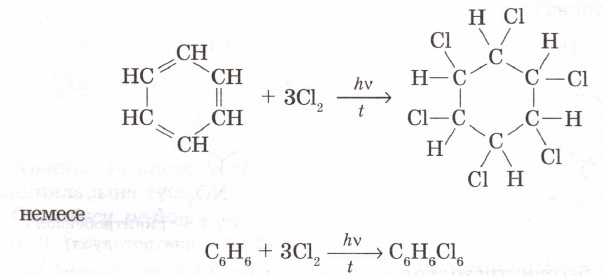 H Cl
CH Cl C H
HC CH H–C C–Cl
+ 3Cl₂ hν t
HC CH Cl–C C–H
CH H C Cl
Cl H
немесе
C₆H₆ + 3Cl₂ hν t → C₆H₆Cl₆